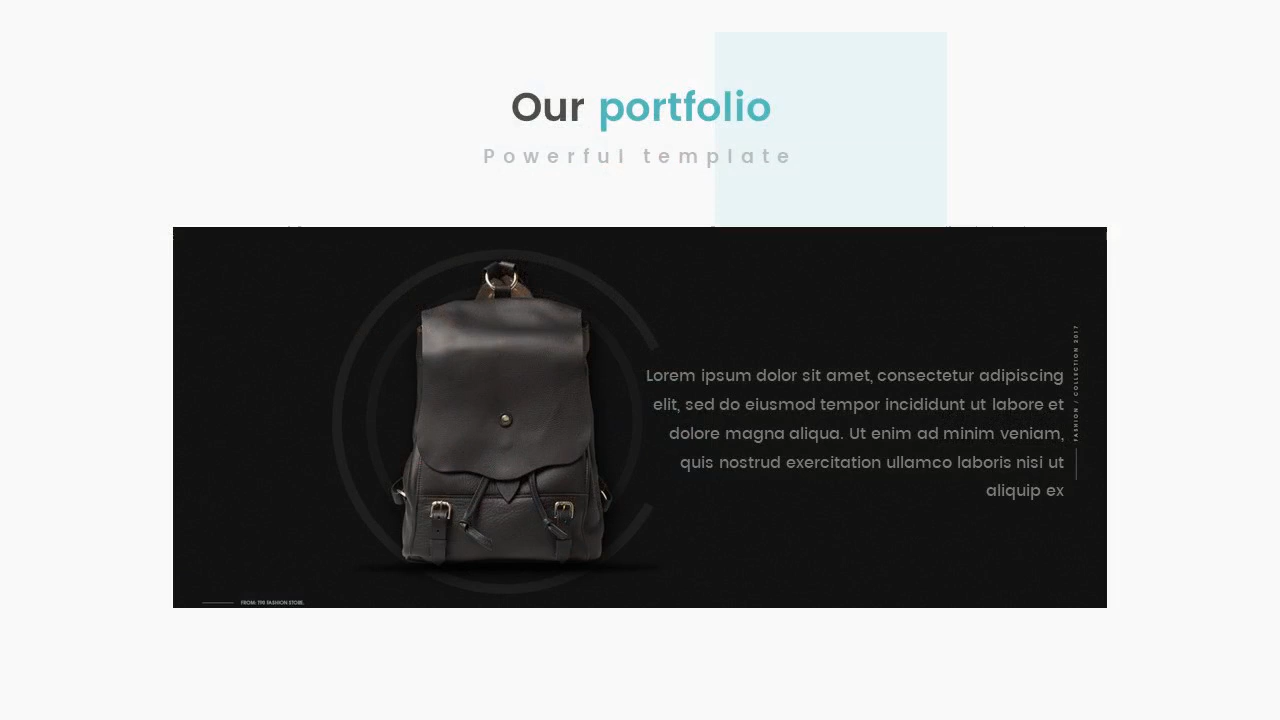 Our portfolio
Powerful template
Lorem ipsum dolor sit amet, consectetur adipiscing
elit, sed do eiusmod tempor incididunt ut labore et
dolore magna aliqua. Ut enim ad minim veniam,
quis nostrud exercitation ullamco laboris nisi ut
aliquip ex
FASHION / COLLECTION 2017
FASHION STORE.